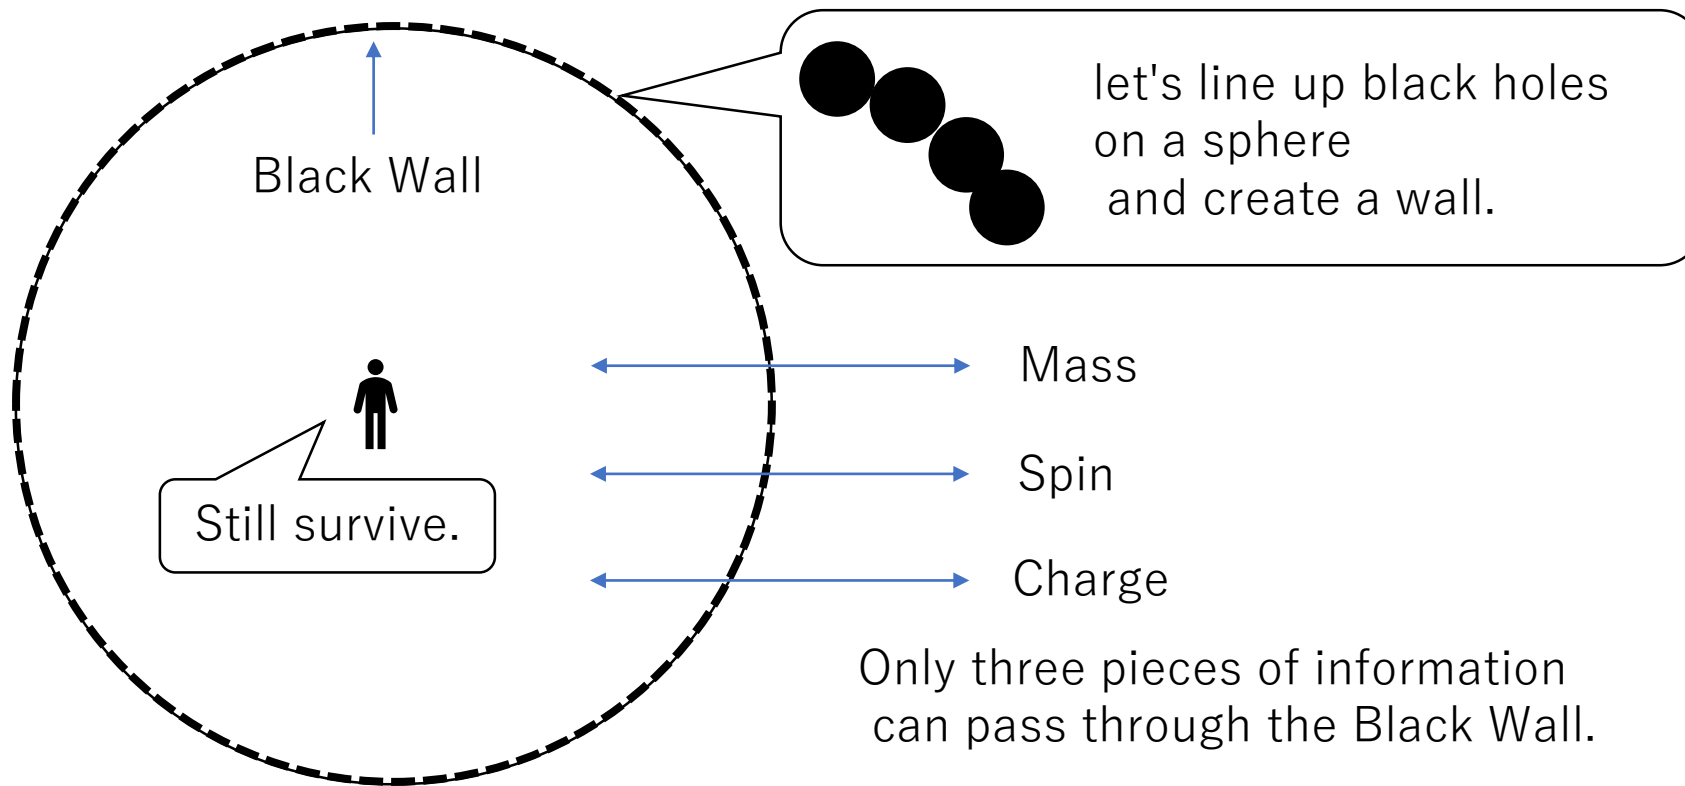 let's line up black holes
on a sphere
and create a wall.
Black Wall
Mass
Spin
Still survive.
Charge
Only three pieces of information
can pass through the Black Wall.